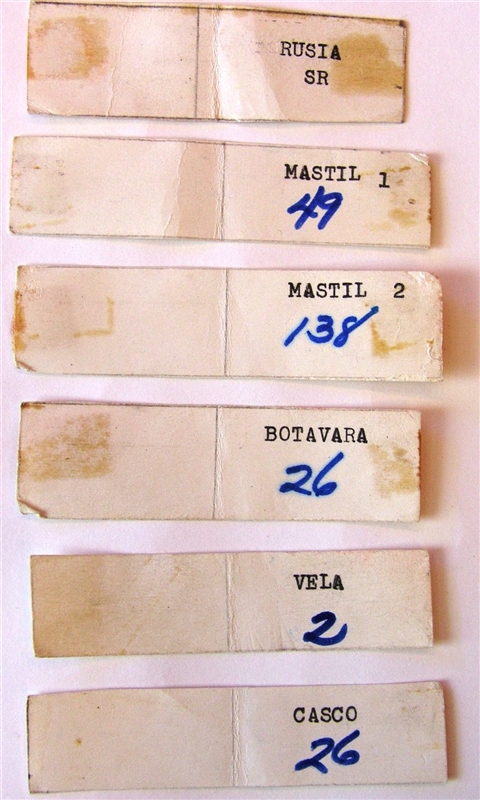 RUSIA
SR
MASTIL 1
49
MASTIL 2
138
BOTAVARA
26
VELA
2
CASCO
26